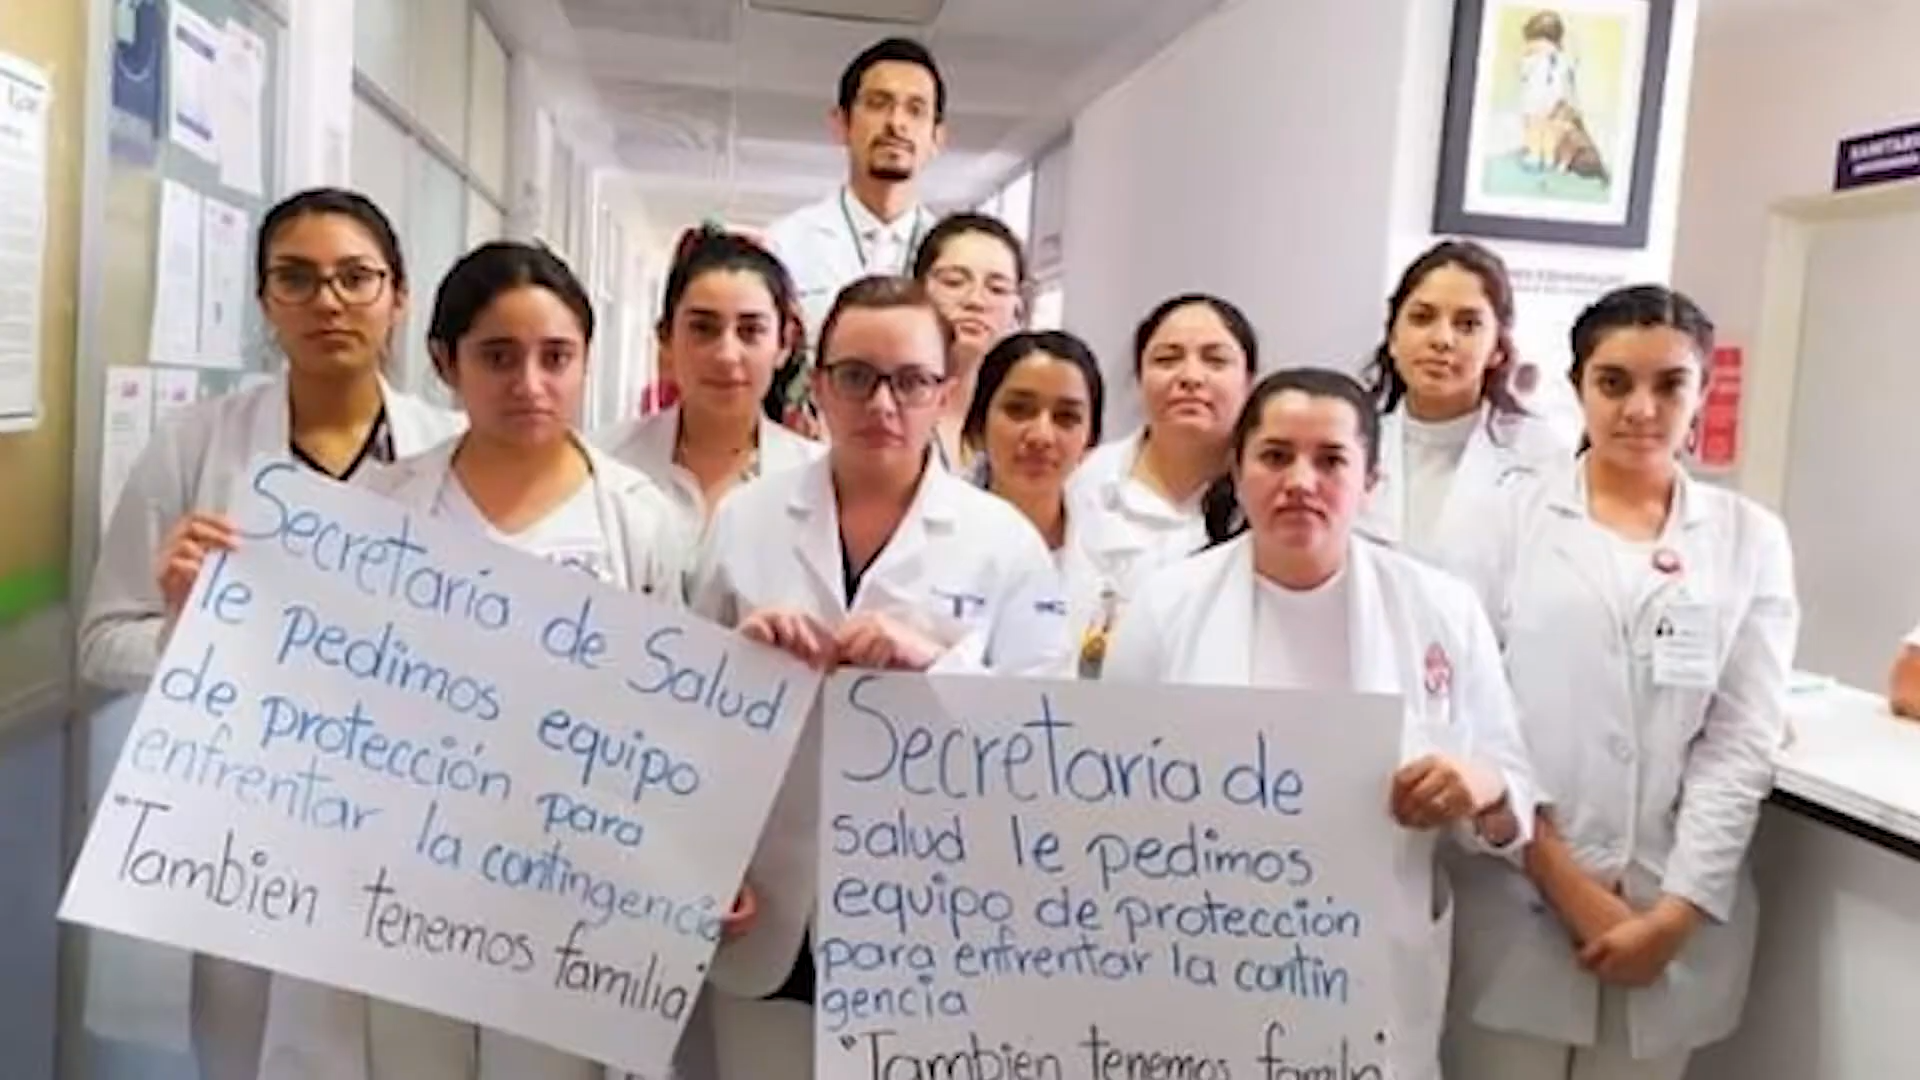 Secretaría de Salud
le pedimos equipo
de protección para
enfrentar la contingencia
"Tambien tenemos familia"
Secretaría de
salud le pedimos
equipo de protección
para enfrentar la contin
gencia
"Tambien tenemos familia"